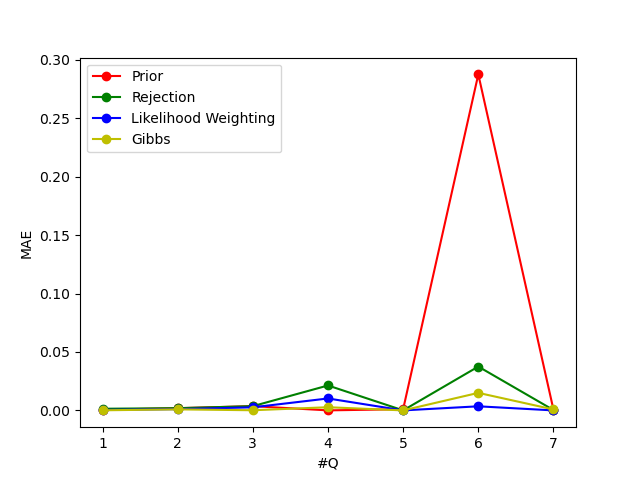 0.30
0.25
0.20
0.15
0.10
0.05
0.00
MAE
Prior
Rejection
Likelihood Weighting
Gibbs
1 2 3 4 5 6 7
#Q